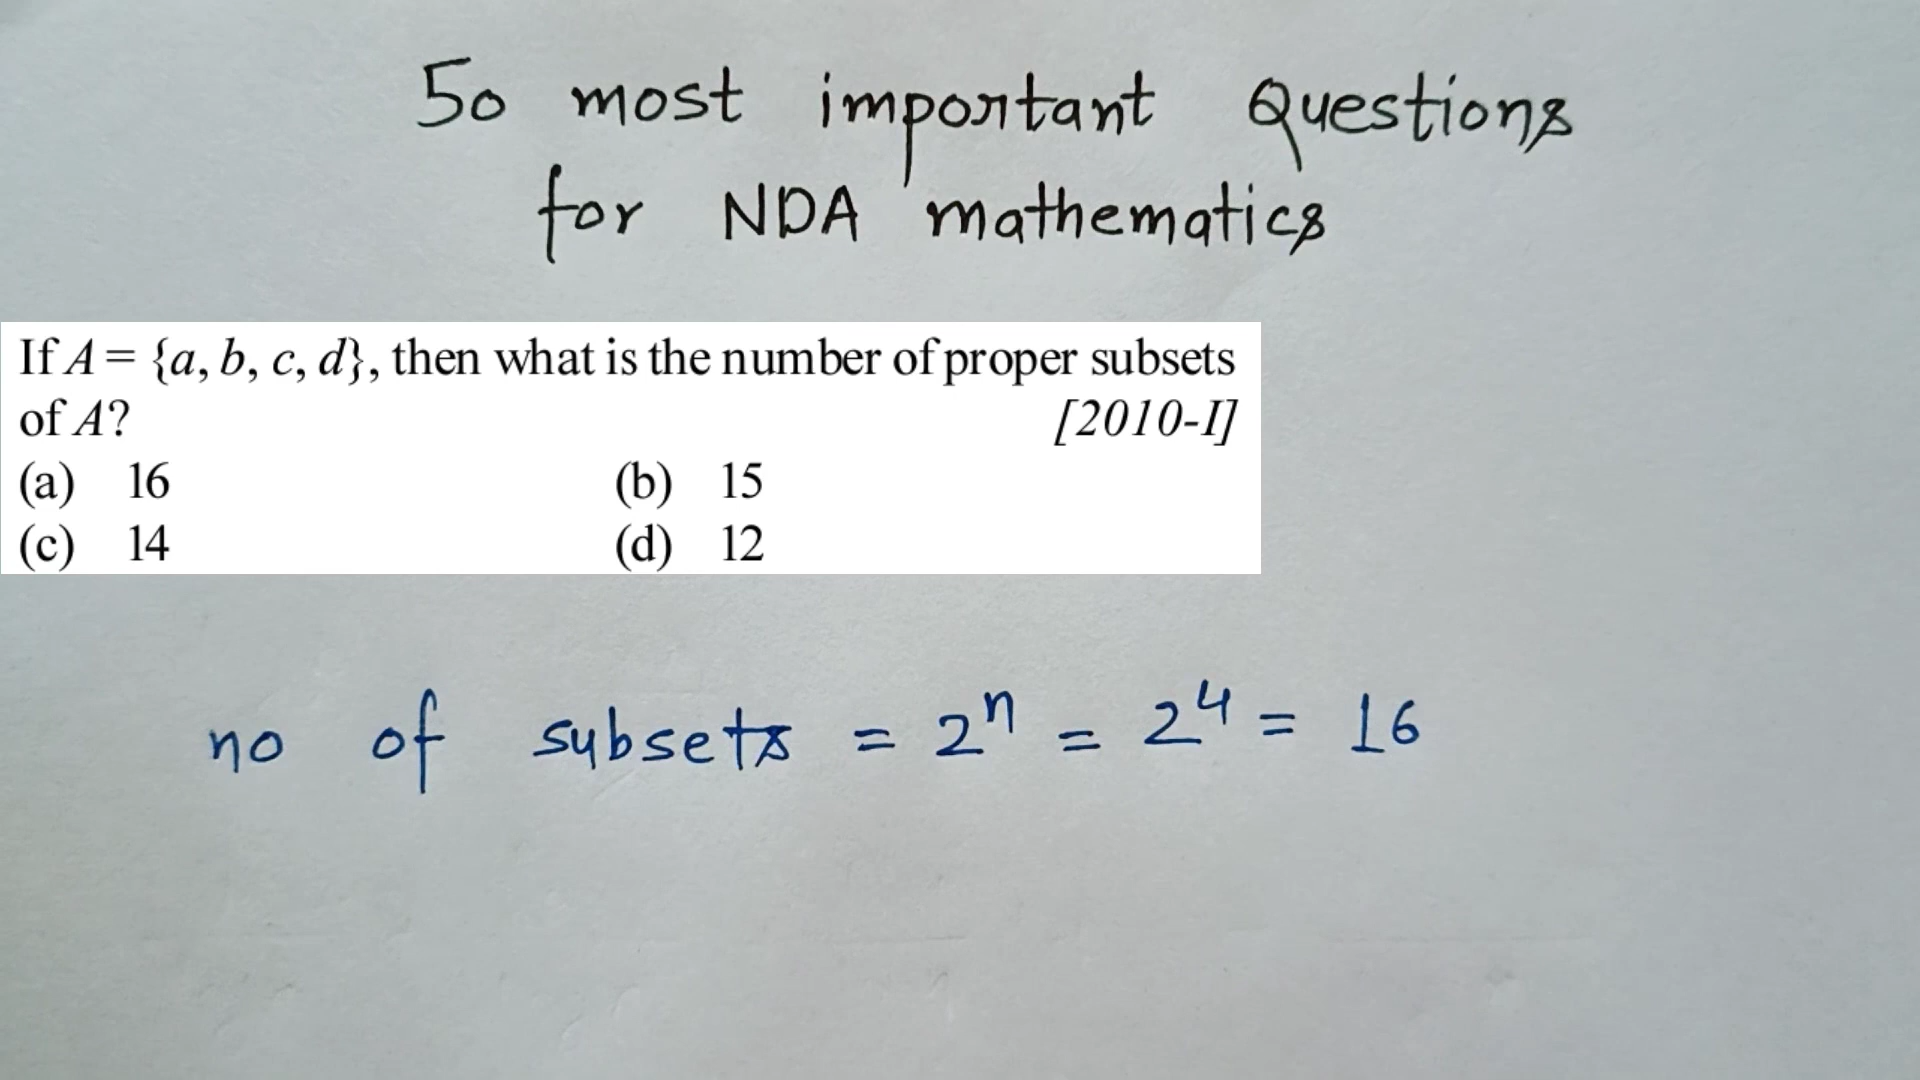 50 most important Questions
for NDA mathematics
If A = {a, b, c, d}, then what is the number of proper subsets
of A? [2010-I]
(a) 16 (b) 15
(c) 14 (d) 12
no of subsets = 2ⁿ = 2⁴ = 16